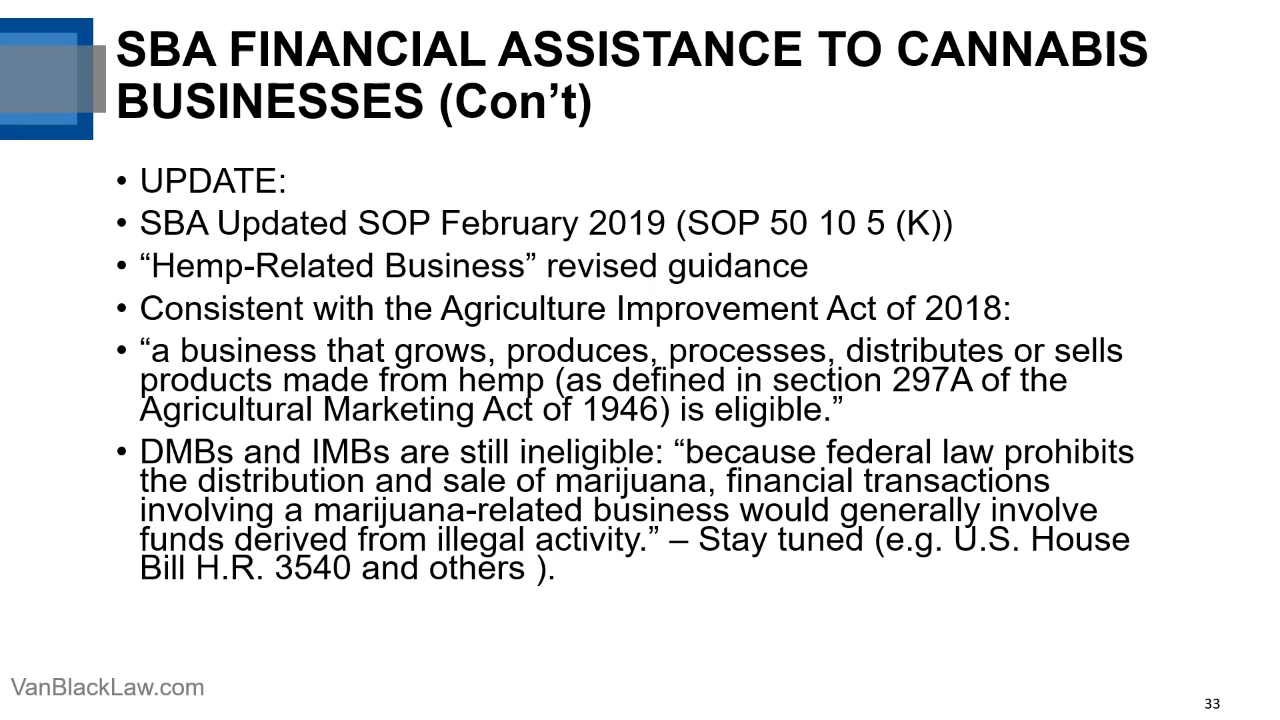 SBA FINANCIAL ASSISTANCE TO CANNABIS
BUSINESSES (Con’t)
• UPDATE:
• SBA Updated SOP February 2019 (SOP 50 10 5 (K))
• “Hemp-Related Business” revised guidance
• Consistent with the Agriculture Improvement Act of 2018:
• “a business that grows, produces, processes, distributes or sells
products made from hemp (as defined in section 297A of the
Agricultural Marketing Act of 1946) is eligible.”
• DMBs and IMBs are still ineligible: “because federal law prohibits
the distribution and sale of marijuana, financial transactions
involving a marijuana-related business would generally involve
funds derived from illegal activity.” – Stay tuned (e.g. U.S. House
Bill H.R. 3540 and others ).
VanBlackLaw.com
33